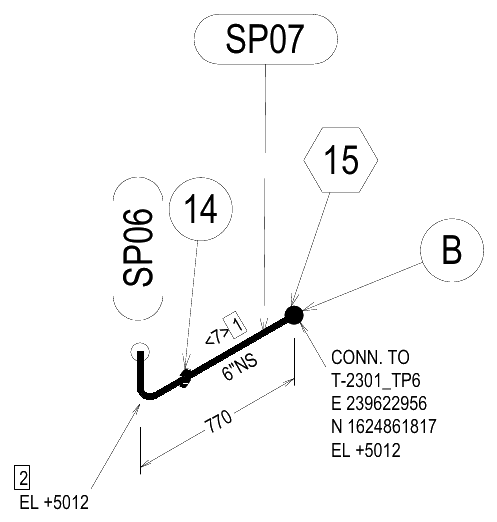 SP07
15
SP06
14
B
<7> 1
6"NS
CONN. TO
T-2301_TP6
E 239622956
N 1624861817
EL +5012
770
2
EL +5012